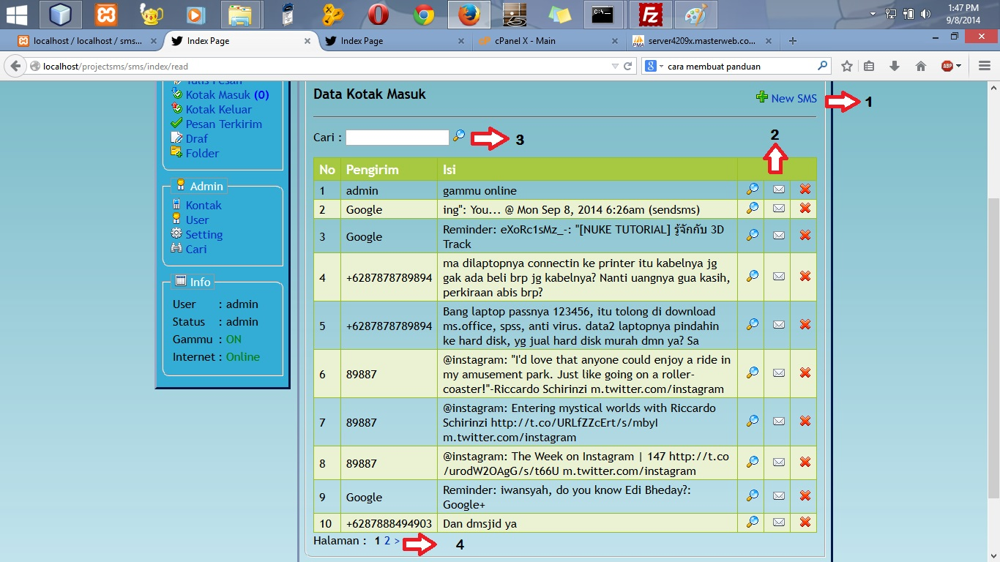 1:47 PM
9/8/2014
localhost / localhost / sms...
Index Page
Index Page
cPanel X - Main
server4209x.masterweb.co...
localhost/projectsms/sms/index/read
cara membuat panduan
Tulis Pesan
Kotak Masuk (0)
Kotak Keluar
Pesan Terkirim
Draf
Folder
Admin
Kontak
User
Setting
Cari
Info
User : admin
Status : admin
Gammu : ON
Internet : Online
Data Kotak Masuk
New SMS
1
Cari :
3
2
No Pengirim Isi
1 admin gammu online
2 Google ing": You... @ Mon Sep 8, 2014 6:26am (sendsms)
3 Google Reminder: eXoRc1sMz_-: "[NUKE TUTORIAL] รู้จักกับ 3D
Track
4 +6287878789894 ma dilaptopnya connectin ke printer itu kabelnya jg
gak ada beli brp jg kabelnya? Nanti uangnya gua kasih,
perkiraan abis brp?
5 +6287878789894 Bang laptop passnya 123456, itu tolong di download
ms.office, spss, anti virus. data2 laptopnya pindahin
ke hard disk, yg jual hard disk murah dmn ya? Sa
6 89887 @instagram: "I'd love that anyone could enjoy a ride in
my amusement park. Just like going on a roller-
coaster!"-Riccardo Schirinzi m.twitter.com/instagram
7 89887 @instagram: Entering mystical worlds with Riccardo
Schirinzi http://t.co/URLfZZcErt/s/mbyI
m.twitter.com/instagram
8 89887 @instagram: The Week on Instagram | 147 http://t.co
/urodW2OAgG/s/t66U m.twitter.com/instagram
9 Google Reminder: iwansyah, do you know Edi Bheday?:
Google+
10 +6287888494903 Dan dmsjid ya
Halaman : 1 2 >
4